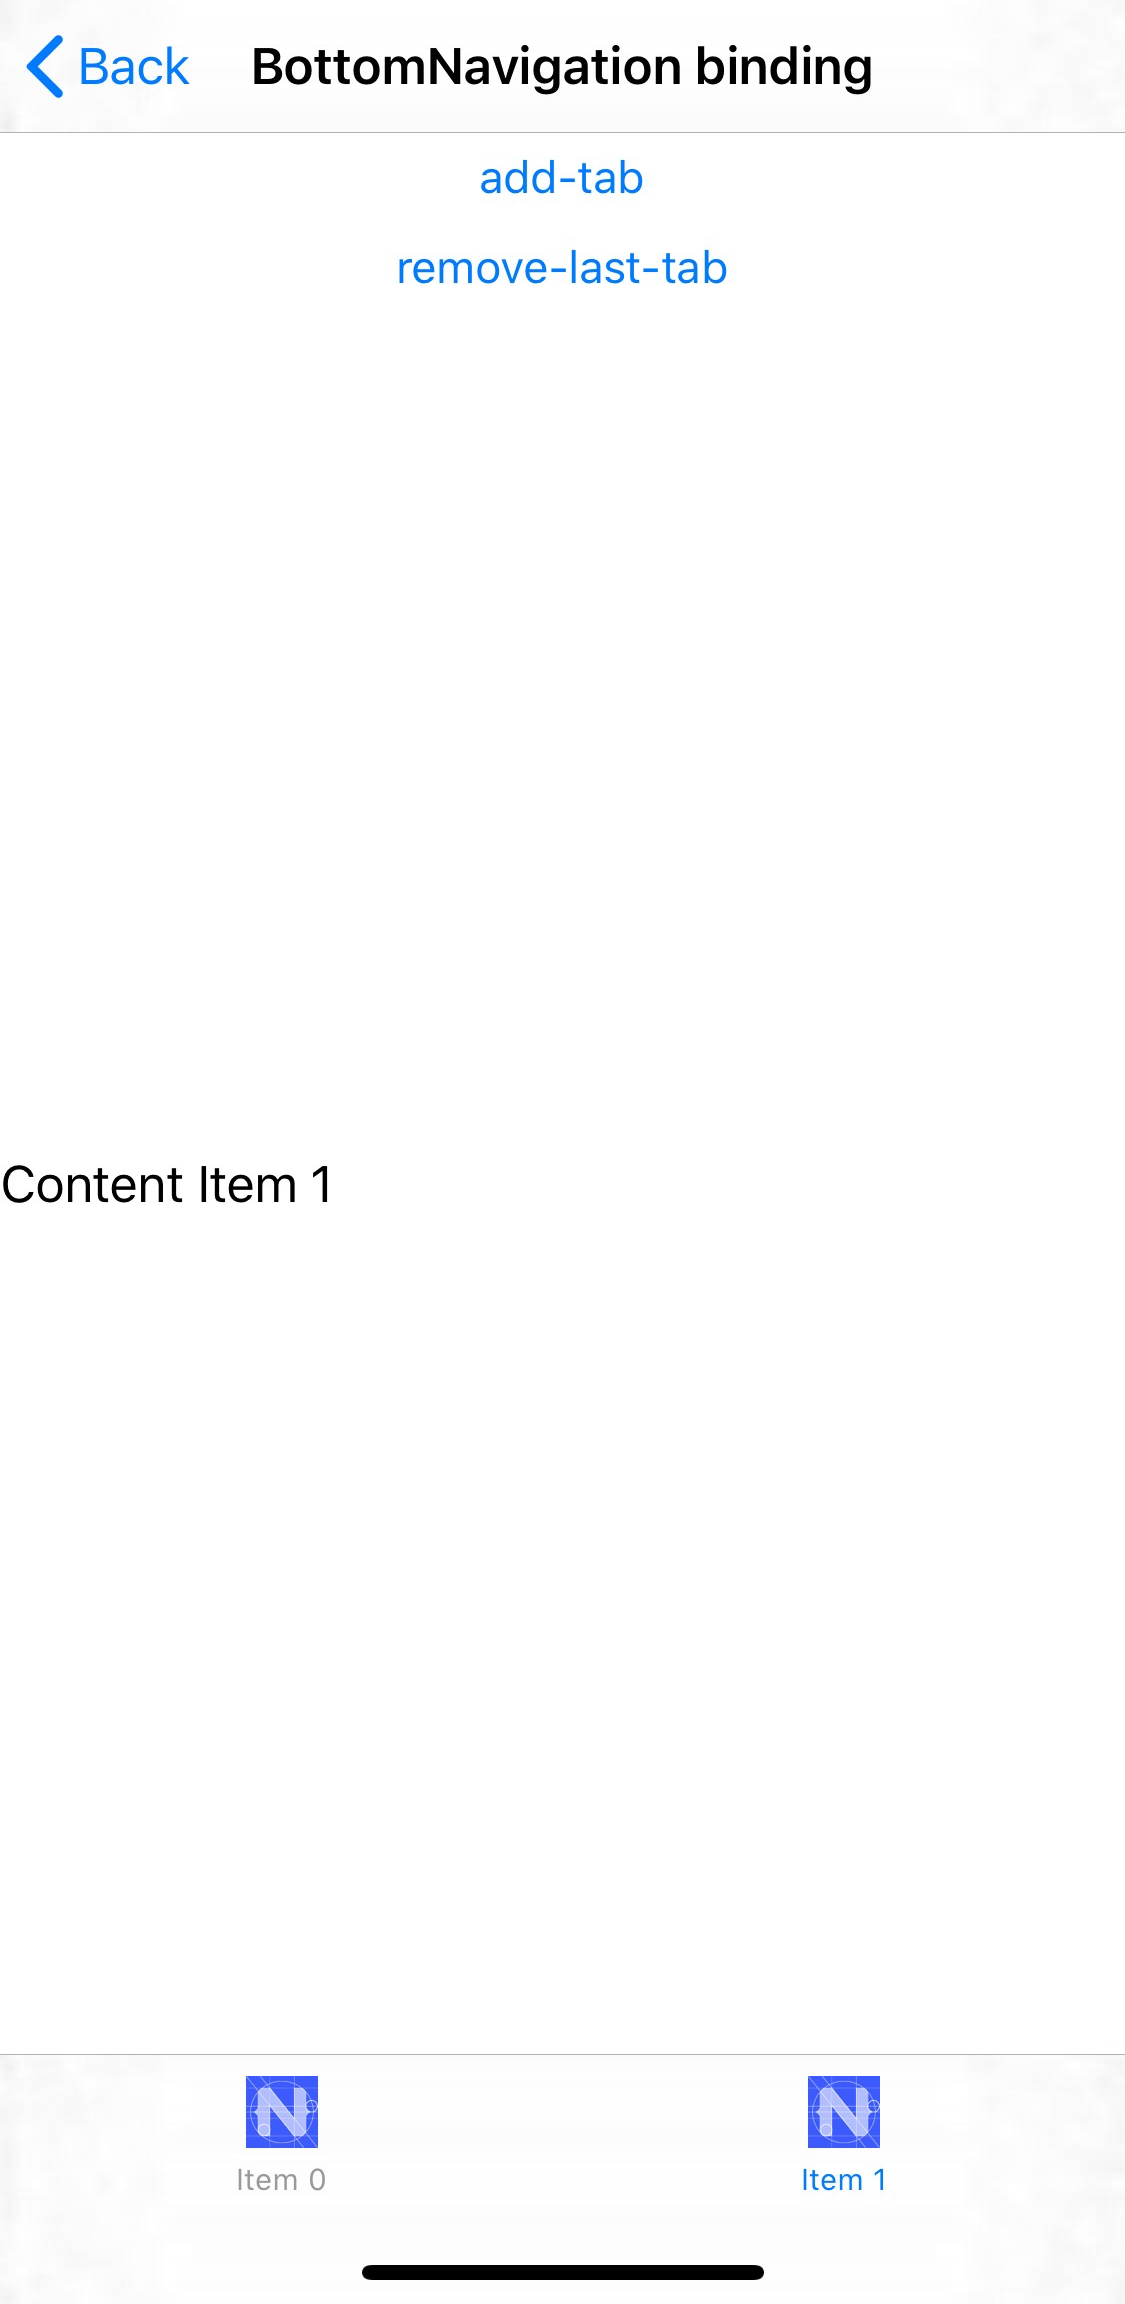 Back BottomNavigation binding
add-tab
remove-last-tab
Content Item 1
Item 0 Item 1